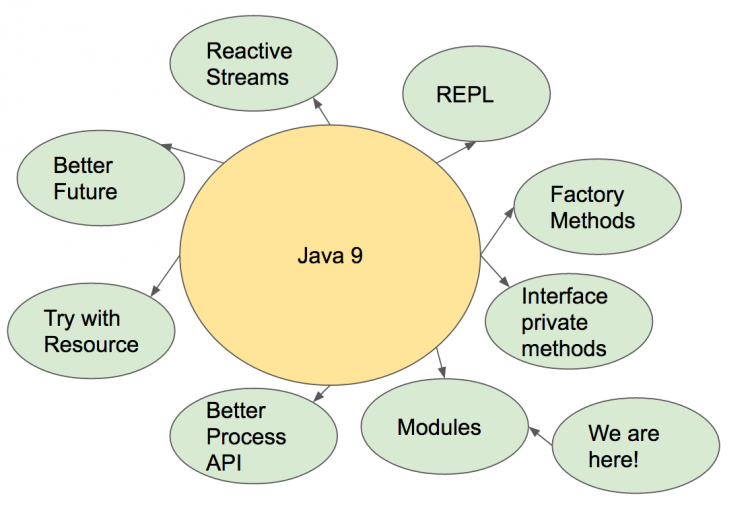 Reactive
Streams
REPL
Better
Future
Factory
Methods
Java 9
Interface
private
methods
Try with
Resource
Better
Process
API
Modules
We are
here!